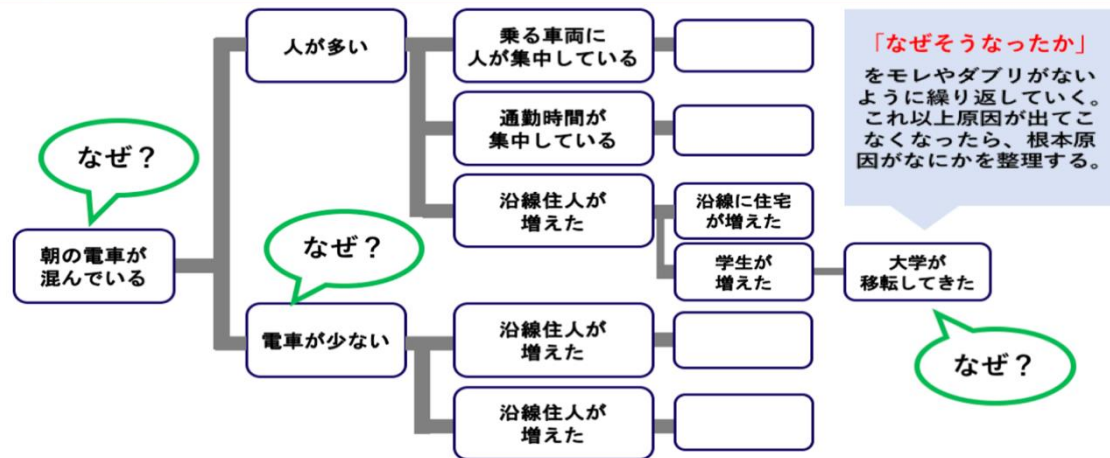 人が多い
乗る車両に
人が集中している
「なぜそうなったか」
をモレやダブリがない
ように繰り返していく。
これ以上原因が出てこ
なくなったら、根本原
因がなにかを整理する。
通勤時間が
集中している
なぜ？
沿線住人が
増えた
沿線に住宅
が増えた
なぜ？
朝の電車が
混んでいる
学生が
増えた
大学が
移転してきた
電車が少ない
沿線住人が
増えた
なぜ？
沿線住人が
増えた